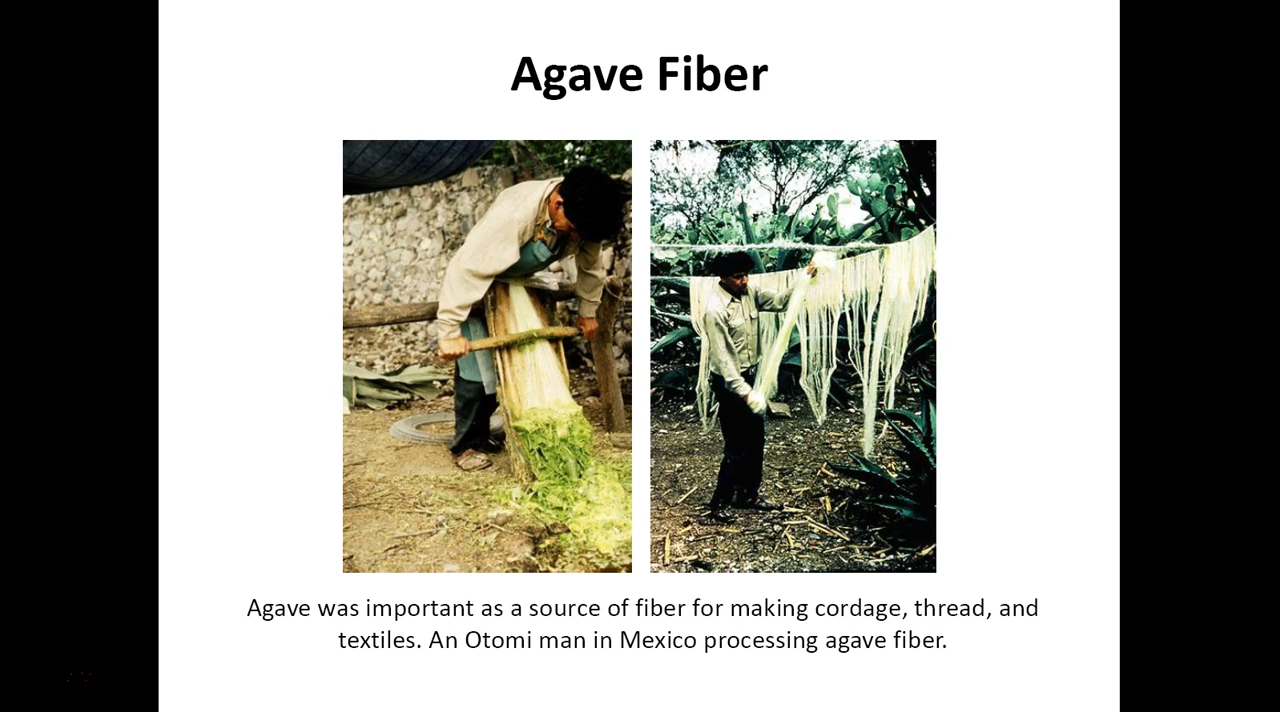 Agave Fiber
Agave was important as a source of fiber for making cordage, thread, and
textiles. An Otomi man in Mexico processing agave fiber.